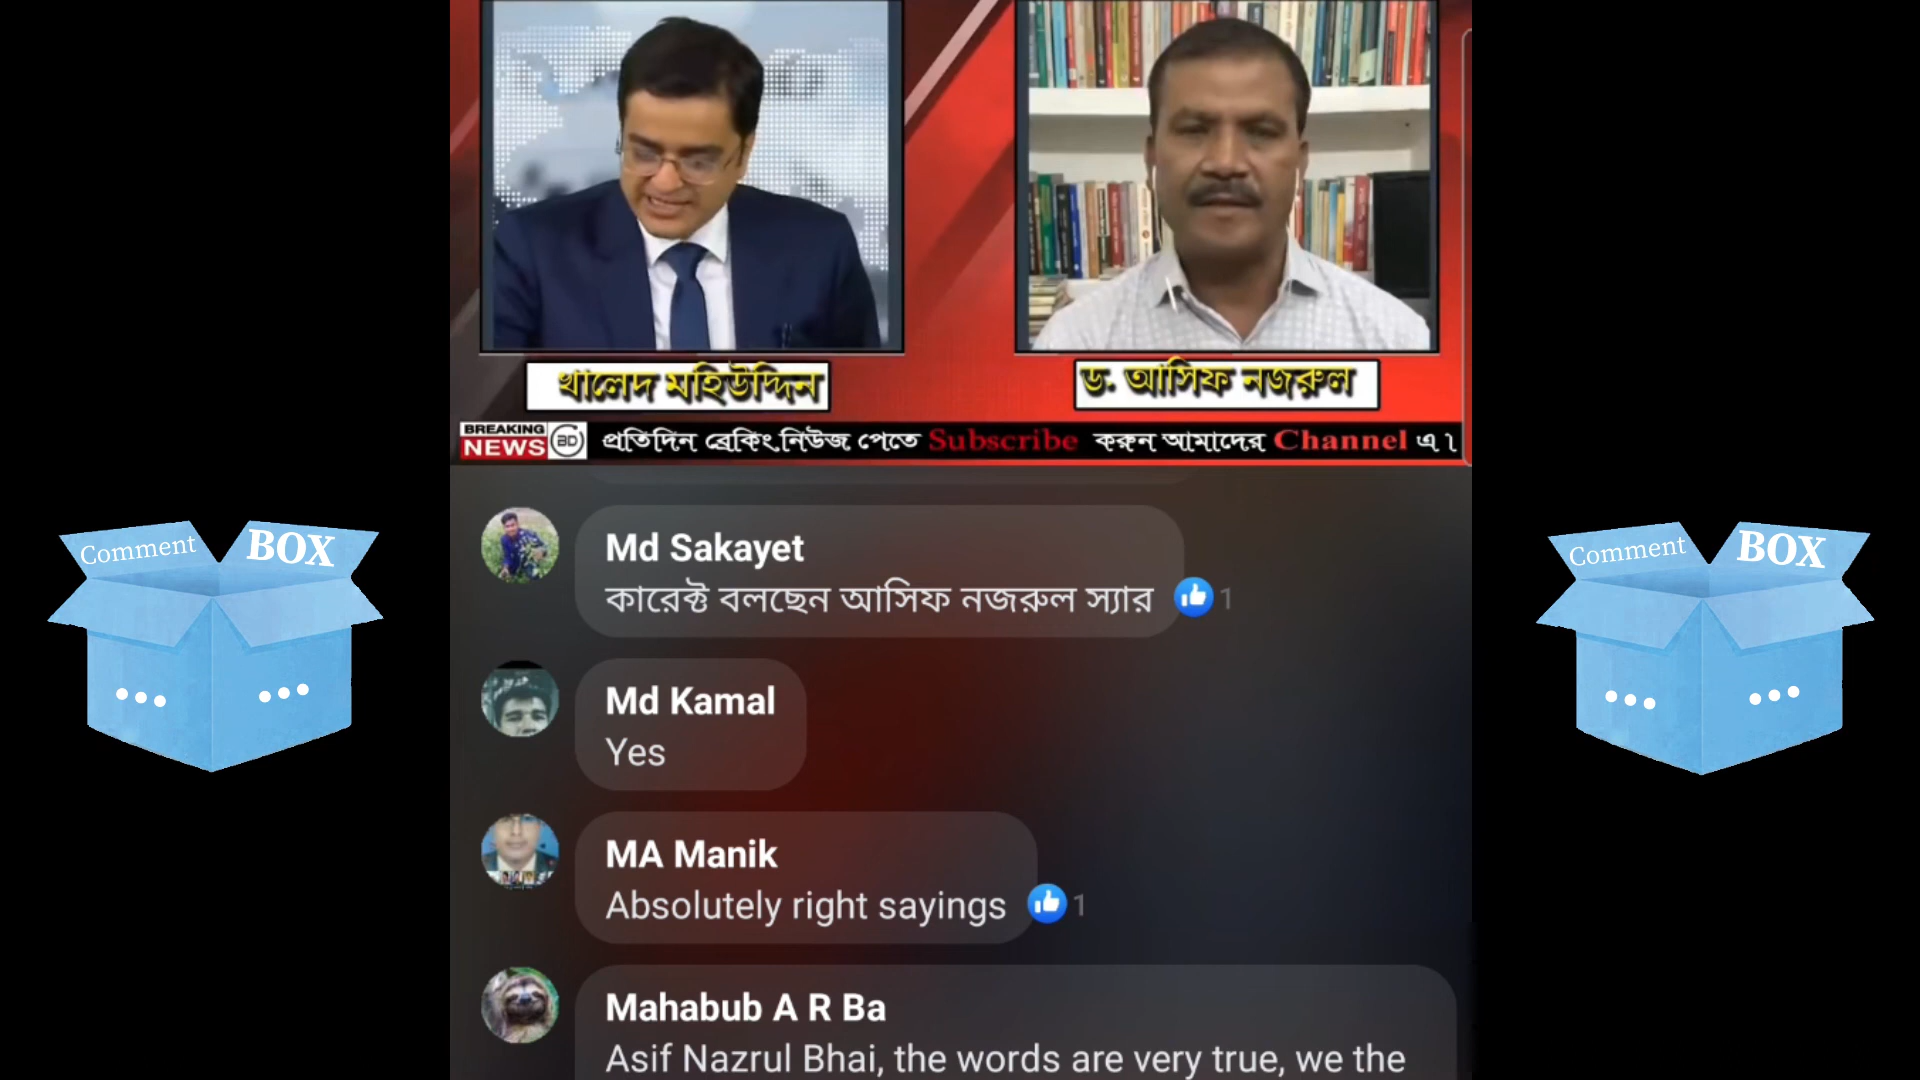 খালেদ মহিউদ্দিন
ড. আসিফ নজরুল
BREAKING
NEWS BD
প্রতিদিন ব্রেকিং নিউজ পেতে Subscribe করুন আমাদের Channel এ।
Comment BOX
Comment BOX
Md Sakayet
কারেক্ট বলছেন আসিফ নজরুল স্যার 1
Md Kamal
Yes
MA Manik
Absolutely right sayings 1
Mahabub A R Ba
Asif Nazrul Bhai, the words are very true, we the